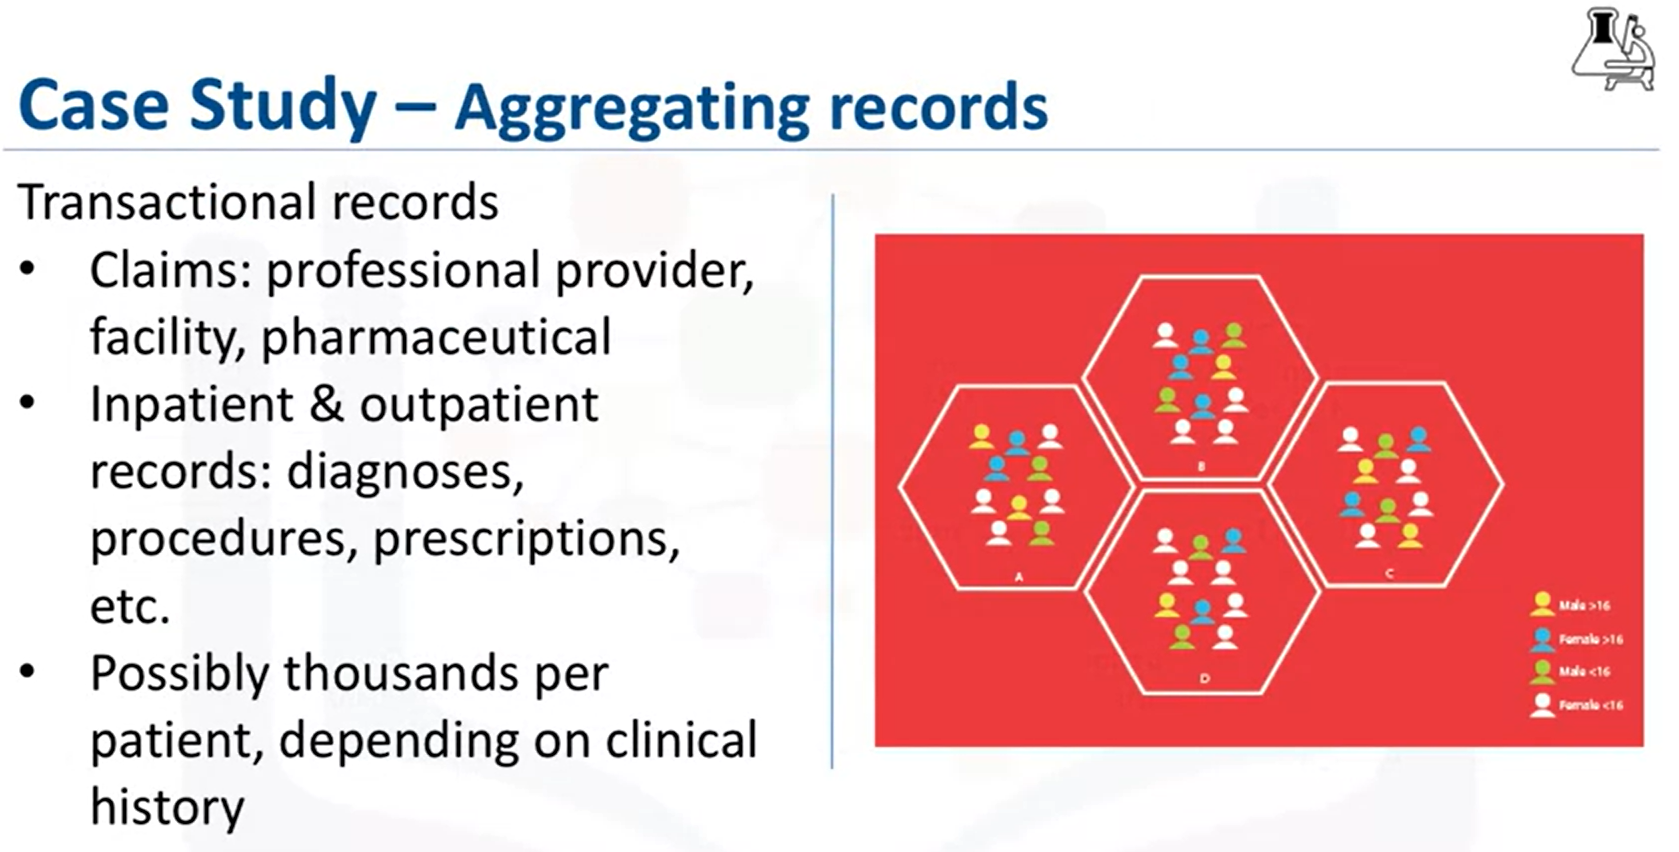 Case Study – Aggregating records
Transactional records
• Claims: professional provider,
facility, pharmaceutical
• Inpatient & outpatient
records: diagnoses,
procedures, prescriptions,
etc.
• Possibly thousands per
patient, depending on clinical
history
B
A
C
D
Male >16
Female >16
Male <16
Female <16